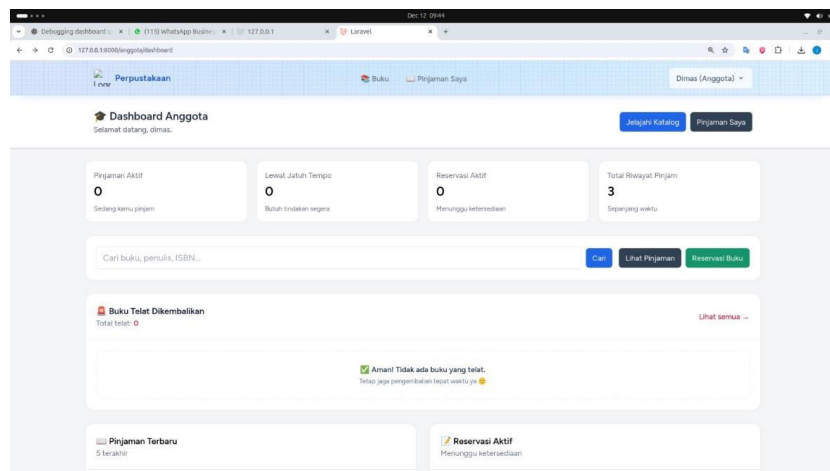 Dec 12 09:44
(115) WhatsApp Busines
127.0.0.1
Laravel
127.0.0.1:8000/anggota/dashboard
Perpustakaan
Buku
Pinjaman Saya
Dimas (Anggota)
Dashboard Anggota
Selamat datang, dimas.
Jelajahi Katalog
Pinjaman Saya
Pinjaman Aktif
0
Sedang kamu pinjam
Lewat Jatuh Tempo
0
Butuh tindakan segera
Reservasi Aktif
0
Menunggu ketersediaan
Total Riwayat Pinjam
3
Sepanjang waktu
Cari buku, penulis, ISBN...
Cari
Lihat Pinjaman
Reservasi Buku
🚨 Buku Telat Dikembalikan
Total telat: 0
Lihat semua →
✅ Aman! Tidak ada buku yang telat.
Tetap jaga pengembalian tepat waktu ya 🙂
📖 Pinjaman Terbaru
5 terakhir
📝 Reservasi Aktif
Menunggu ketersediaan